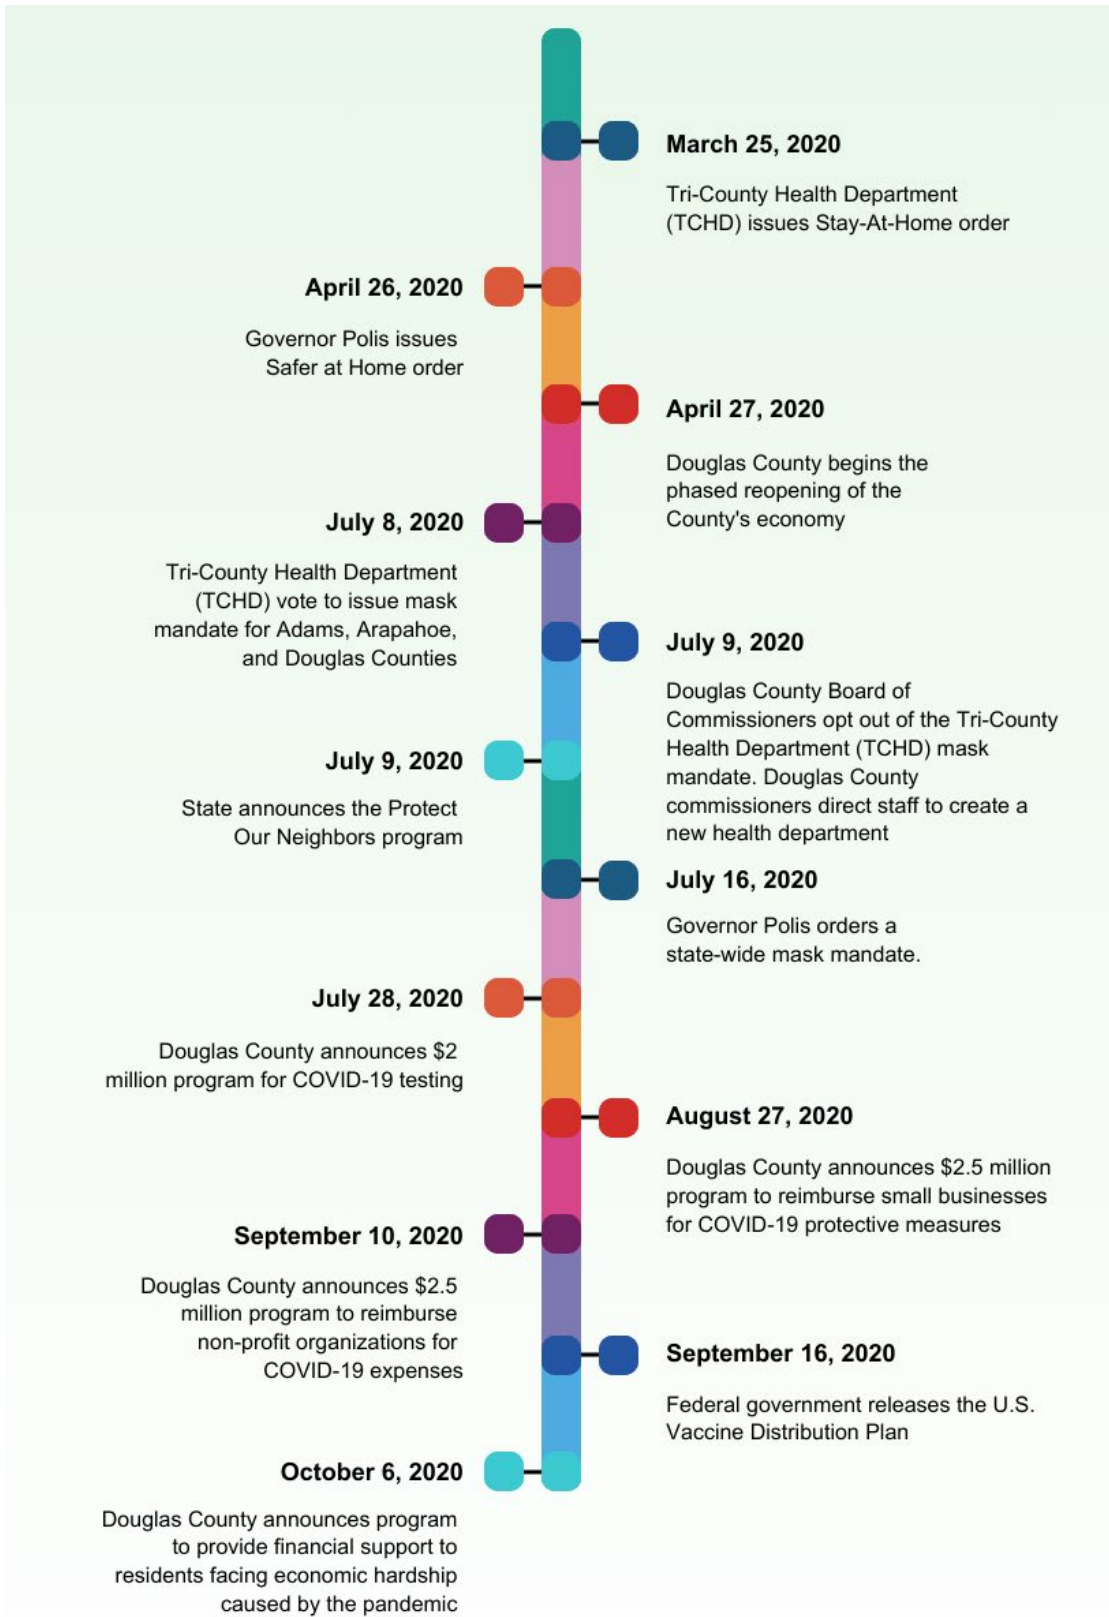 March 25, 2020
Tri-County Health Department
(TCHD) issues Stay-At-Home order
April 26, 2020
Governor Polis issues
Safer at Home order
April 27, 2020
Douglas County begins the
phased reopening of the
County's economy
July 8, 2020
Tri-County Health Department
(TCHD) vote to issue mask
mandate for Adams, Arapahoe,
and Douglas Counties
July 9, 2020
Douglas County Board of
Commissioners opt out of the Tri-County
Health Department (TCHD) mask
mandate. Douglas County
commissioners direct staff to create a
new health department
July 9, 2020
State announces the Protect
Our Neighbors program
July 16, 2020
Governor Polis orders a
state-wide mask mandate.
July 28, 2020
Douglas County announces $2
million program for COVID-19 testing
August 27, 2020
Douglas County announces $2.5 million
program to reimburse small businesses
for COVID-19 protective measures
September 10, 2020
Douglas County announces $2.5
million program to reimburse
non-profit organizations for
COVID-19 expenses
September 16, 2020
Federal government releases the U.S.
Vaccine Distribution Plan
October 6, 2020
Douglas County announces program
to provide financial support to
residents facing economic hardship
caused by the pandemic